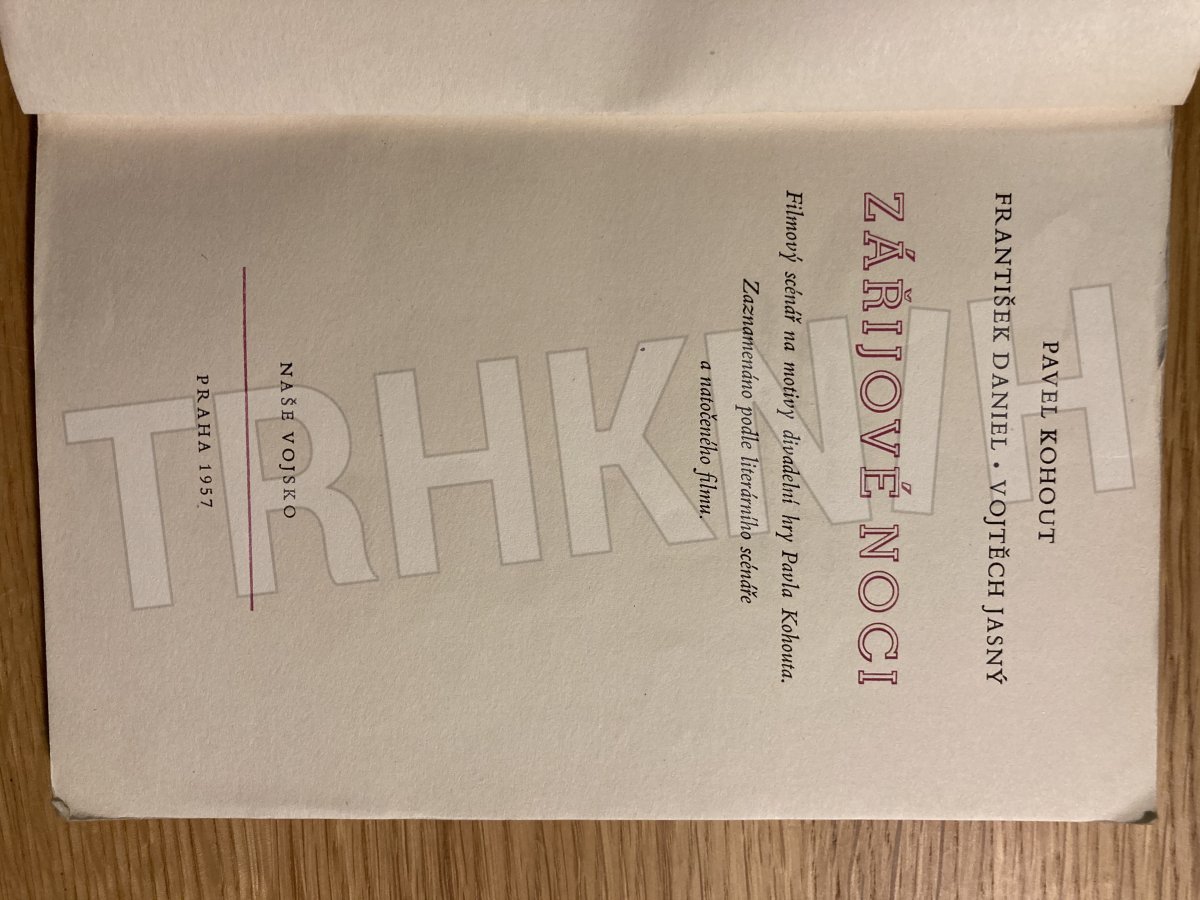 PAVEL KOHOUT
FRANTIŠEK DANIEL • VOJTĚCH JASNÝ
ZÁŘIJOVÉ NOCI
Filmový scénář na motivy divadelní hry Pavla Kohouta.
Zaznamenáno podle literárního scénáře
a natočeného filmu.
NAŠE VOJSKO
PRAHA 1957
TRHKNIH